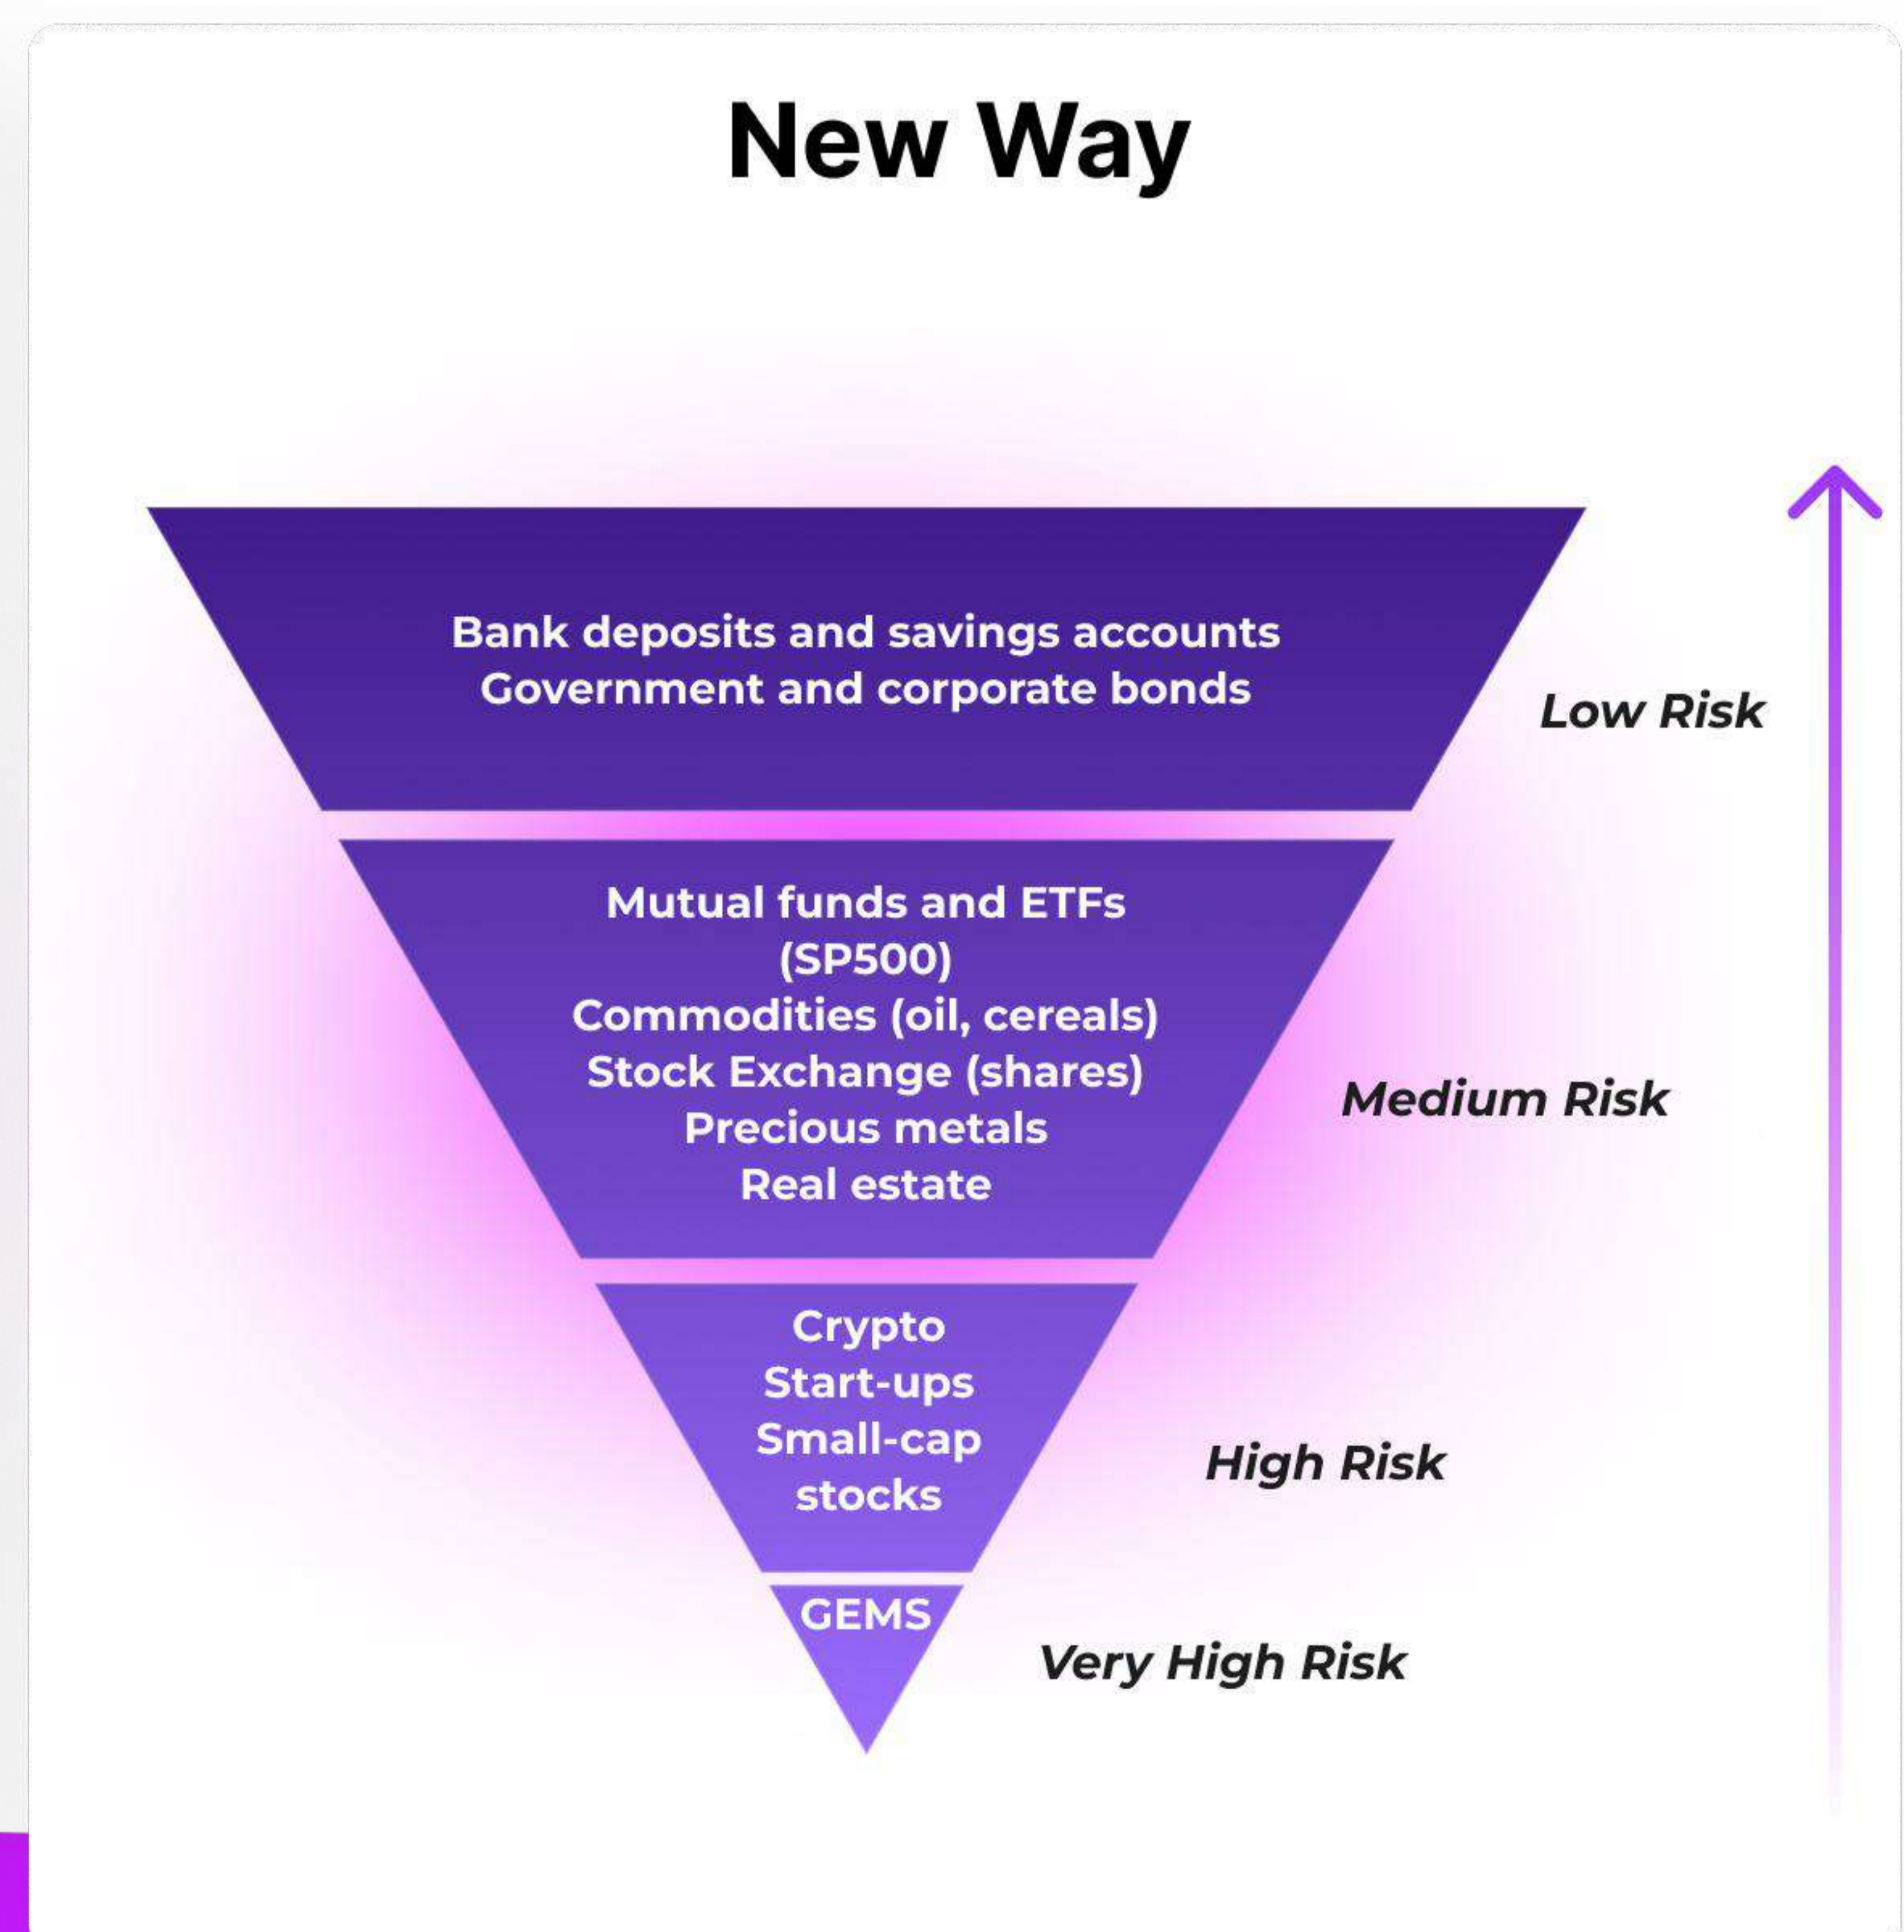 New Way
Bank deposits and savings accounts
Government and corporate bonds
Low Risk
Mutual funds and ETFs
(SP500)
Commodities (oil, cereals)
Stock Exchange (shares)
Precious metals
Real estate
Medium Risk
Crypto
Start-ups
Small-cap
stocks
High Risk
GEMS
Very High Risk